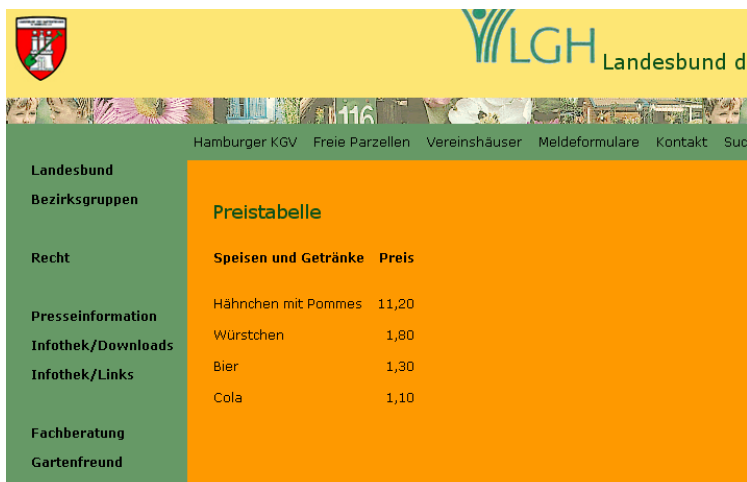 LGH Landesbund d
116
Hamburger KGV Freie Parzellen Vereinshäuser Meldeformulare Kontakt Suc
Landesbund
Bezirksgruppen
Recht
Presseinformation
Infothek/Downloads
Infothek/Links
Fachberatung
Gartenfreund
Preistabelle
Speisen und Getränke Preis
Hähnchen mit Pommes 11,20
Würstchen 1,80
Bier 1,30
Cola 1,10